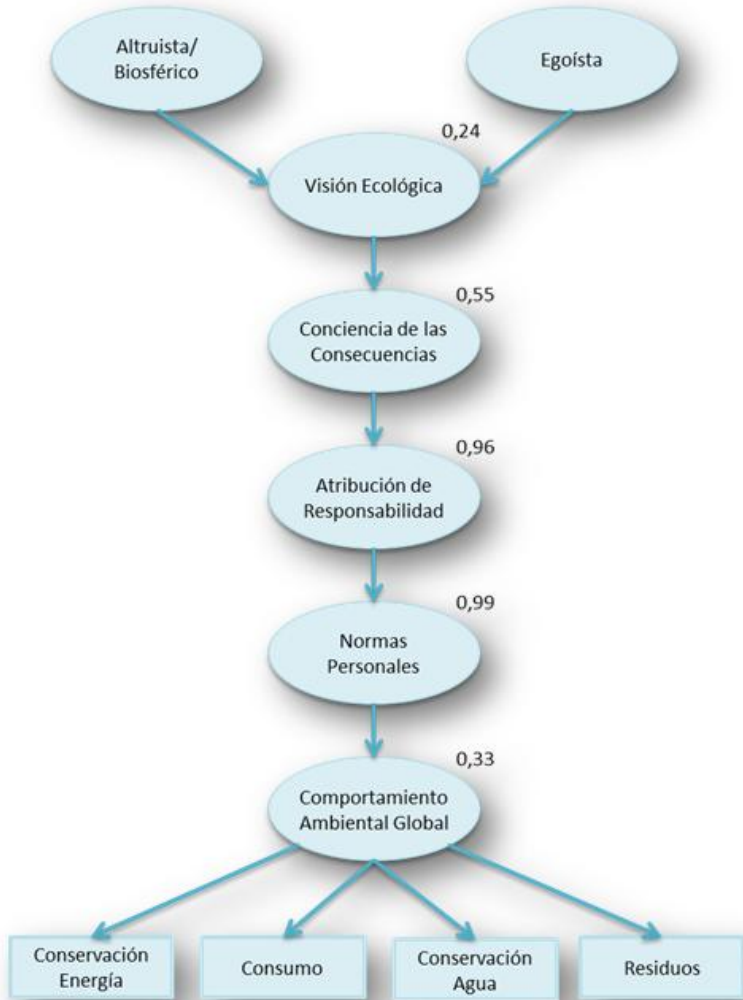 Altruista/
Biosférico
Egoísta
0,24
Visión Ecológica
0,55
Conciencia de las
Consecuencias
0,96
Atribución de
Responsabilidad
0,99
Normas
Personales
0,33
Comportamiento
Ambiental Global
Conservación
Energía
Consumo
Conservación
Agua
Residuos